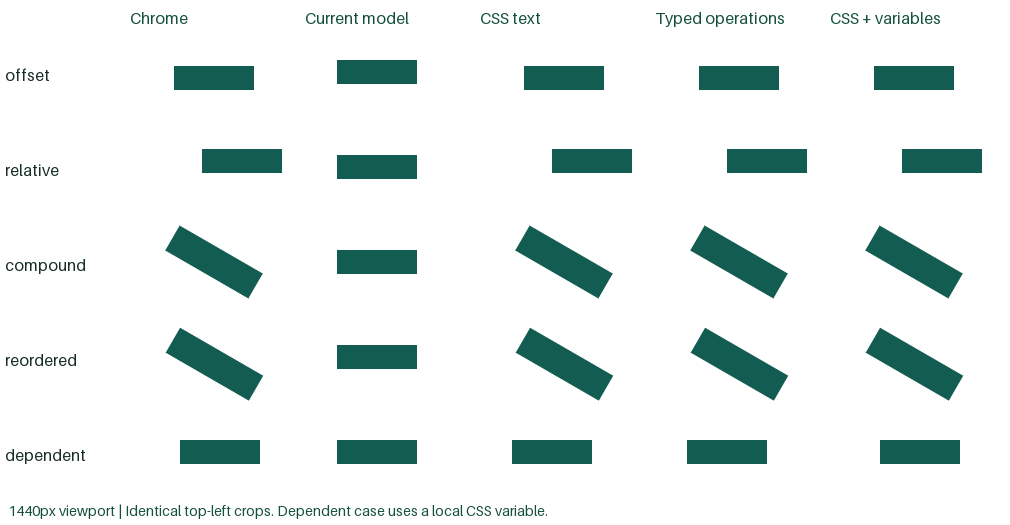 Chrome Current model CSS text Typed operations CSS + variables
offset
relative
compound
reordered
dependent
1440px viewport | Identical top-left crops. Dependent case uses a local CSS variable.